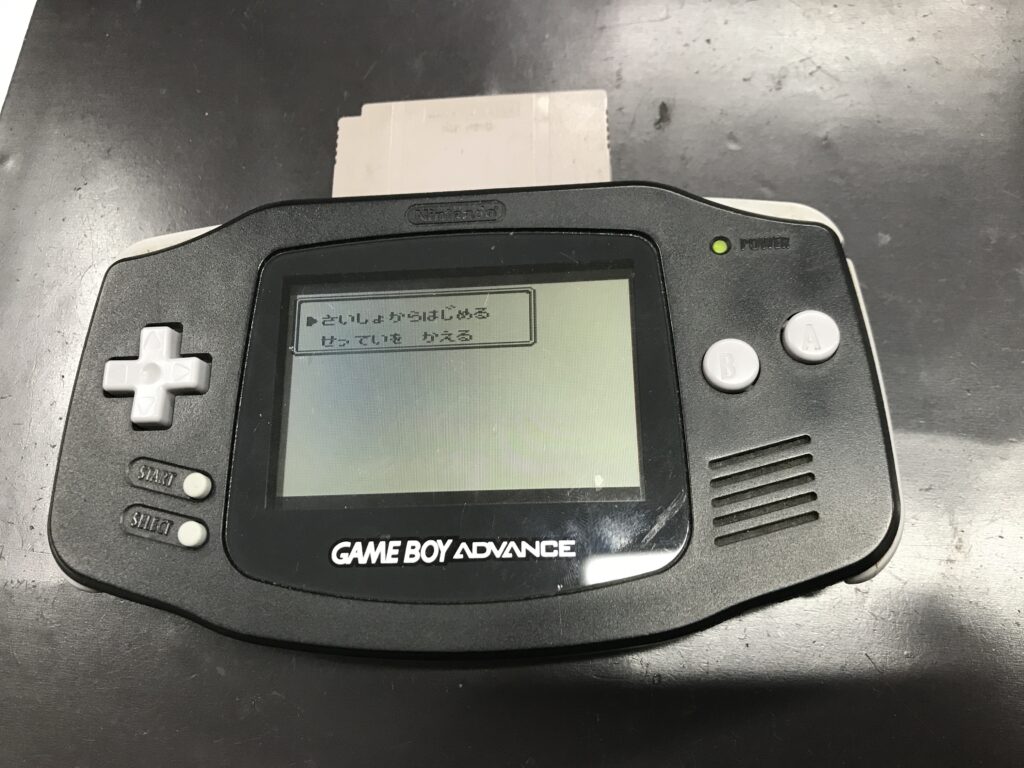 Nintendo
POWER
▶さいしょからはじめる
せっていを　かえる
B
A
START
SELECT
GAME BOY ADVANCE